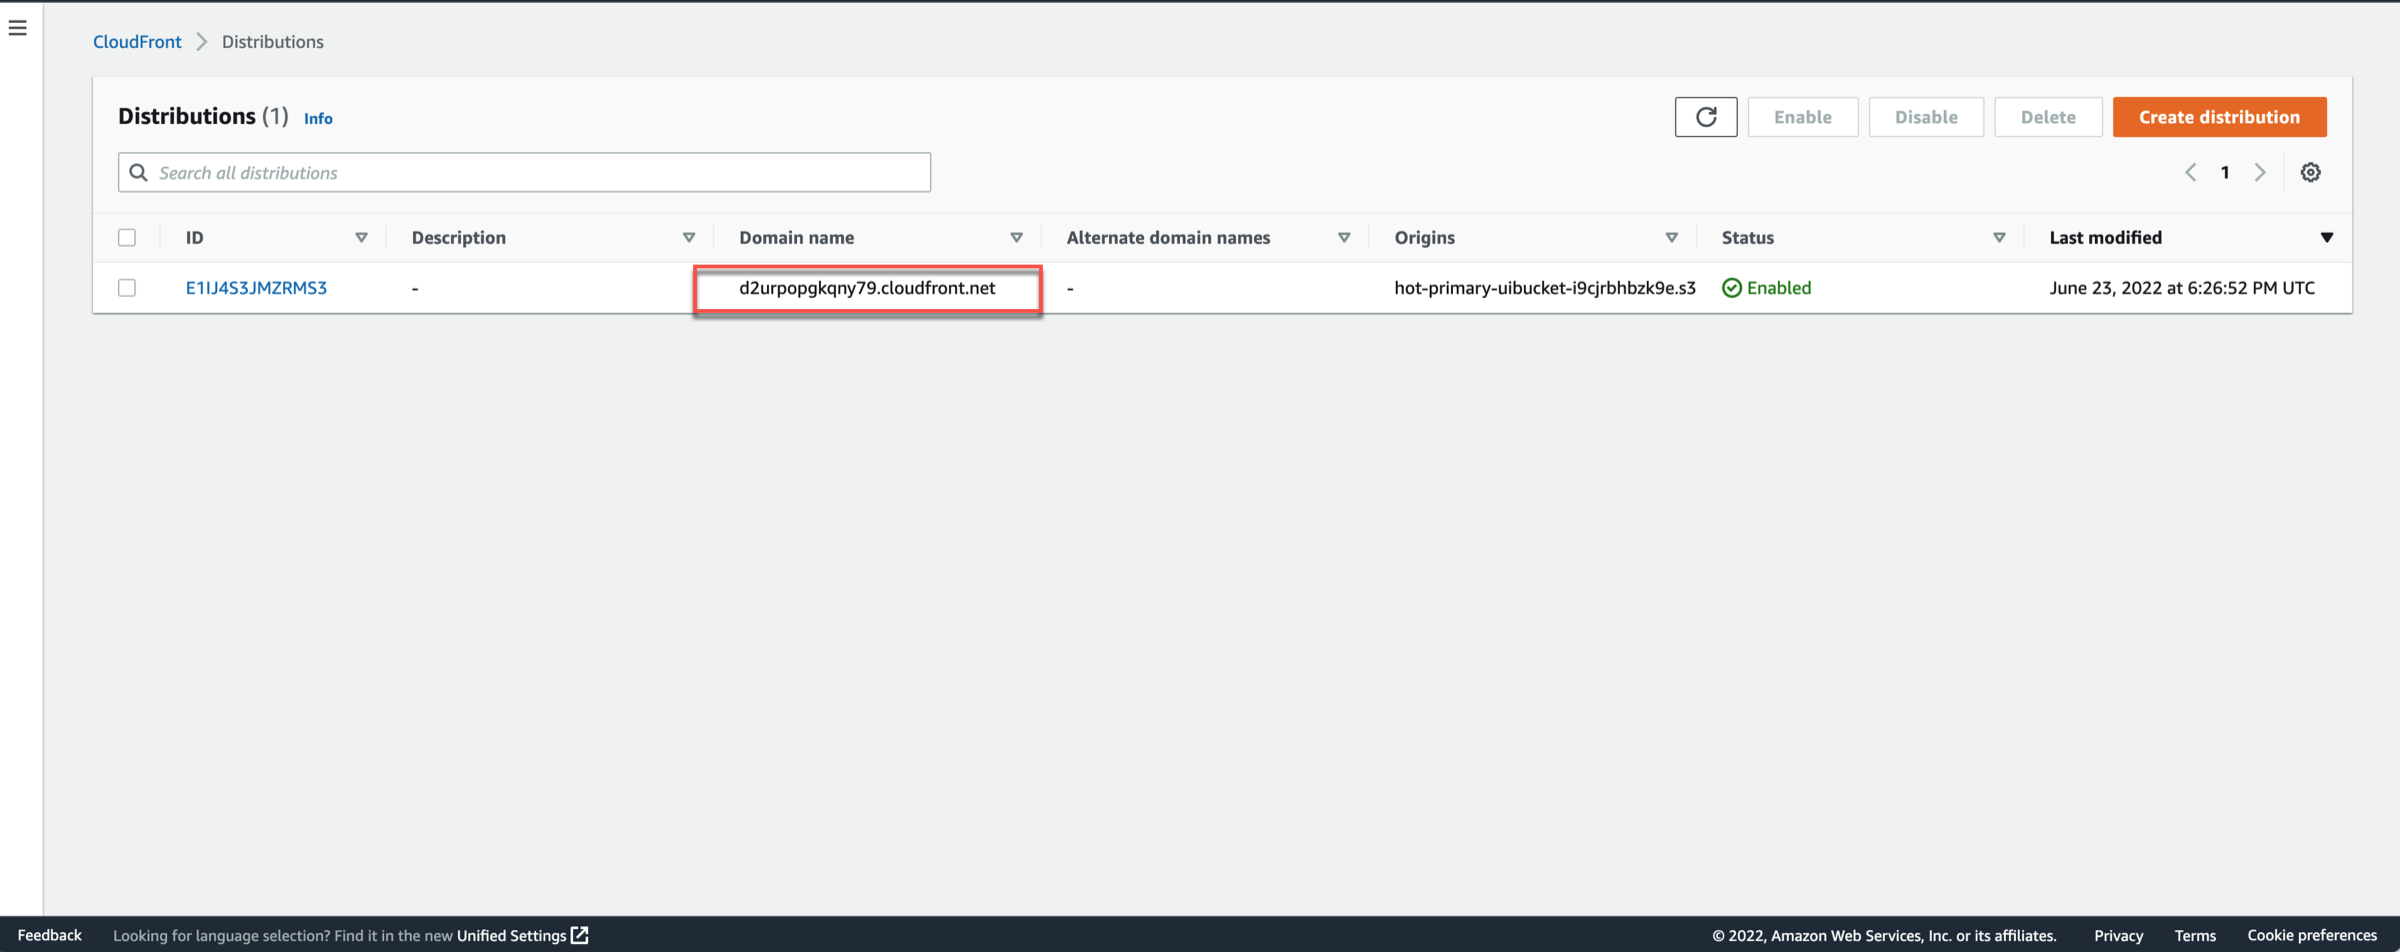 CloudFront > Distributions
Distributions (1) Info
Enable Disable Delete Create distribution
Search all distributions
1
ID Description Domain name Alternate domain names Origins Status Last modified
E1IJ4S3JMZRMS3 - d2urpopgkqny79.cloudfront.net - hot-primary-uibucket-i9cjrbhbzk9e.s3 Enabled June 23, 2022 at 6:26:52 PM UTC
Feedback Looking for language selection? Find it in the new Unified Settings © 2022, Amazon Web Services, Inc. or its affiliates. Privacy Terms Cookie preferences